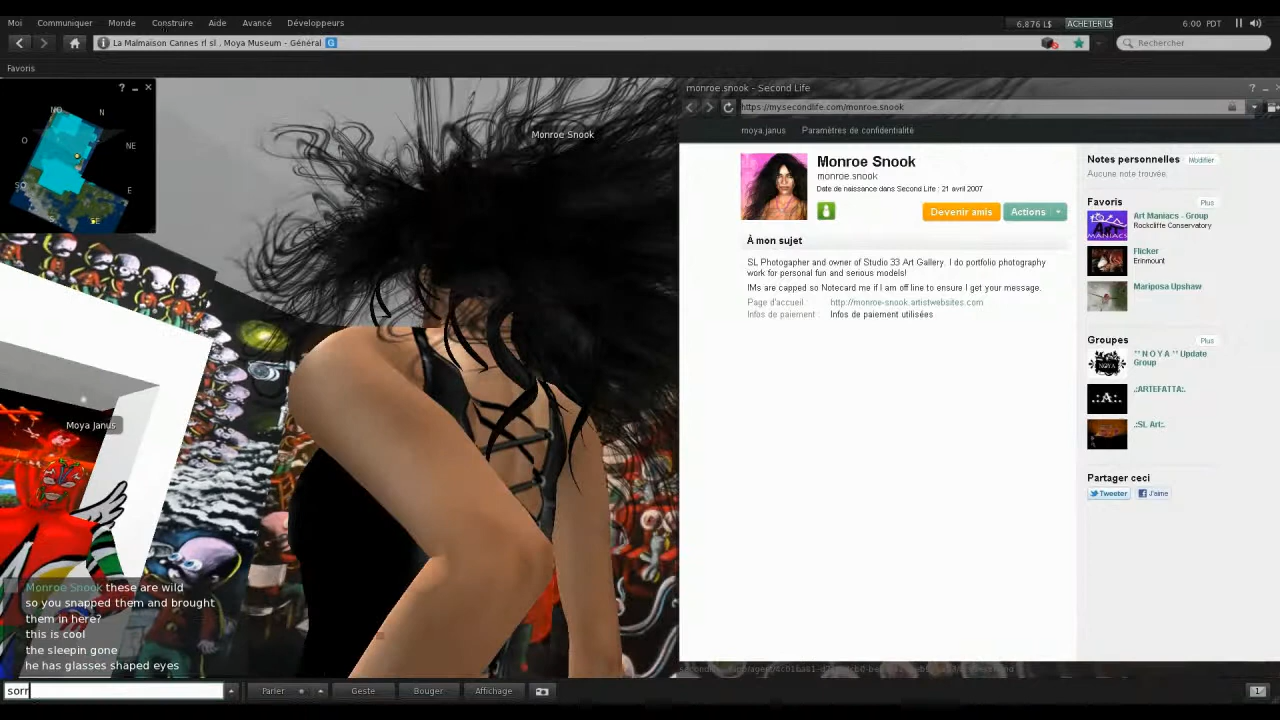 Moi Communiquer Monde Construire Aide Avancé Développeurs
6,876 L$ ACHETER L$ 6:00 PDT
La Malmaison Cannes rl sl , Moya Museum - Général G
Rechercher
Favoris
? _ ×
NO N NE E SE S SO O
Monroe Snook
Moya Janus
Monroe Snook these are wild
so you snapped them and brought
them in here?
this is cool
the sleepin gone
he has glasses shaped eyes
sorr
Parler Geste Bouger Affichage
monroe.snook - Second Life
https://my.secondlife.com/monroe.snook
moya.janus Paramètres de confidentialité
Monroe Snook
monroe.snook
Date de naissance dans Second Life : 21 avril 2007
Devenir amis Actions
À mon sujet
SL Photogapher and owner of Studio 33 Art Gallery. I do portfolio photography
work for personal fun and serious models!
IMs are capped so Notecard me if I am off line to ensure I get your message.
Page d'accueil : http://monroe-snook.artistwebsites.com
Infos de paiement : Infos de paiement utilisées
Notes personnelles Modifier
Aucune note trouvée.
Favoris Plus
Art Maniacs - Group
Rockcliffe Conservatory
Flicker
Erinmount
Mariposa Upshaw
Groupes Plus
** N O Y A ** Update
Group
.:ARTEFATTA:.
.:SL Art:.
Partager ceci
Tweeter J'aime
1